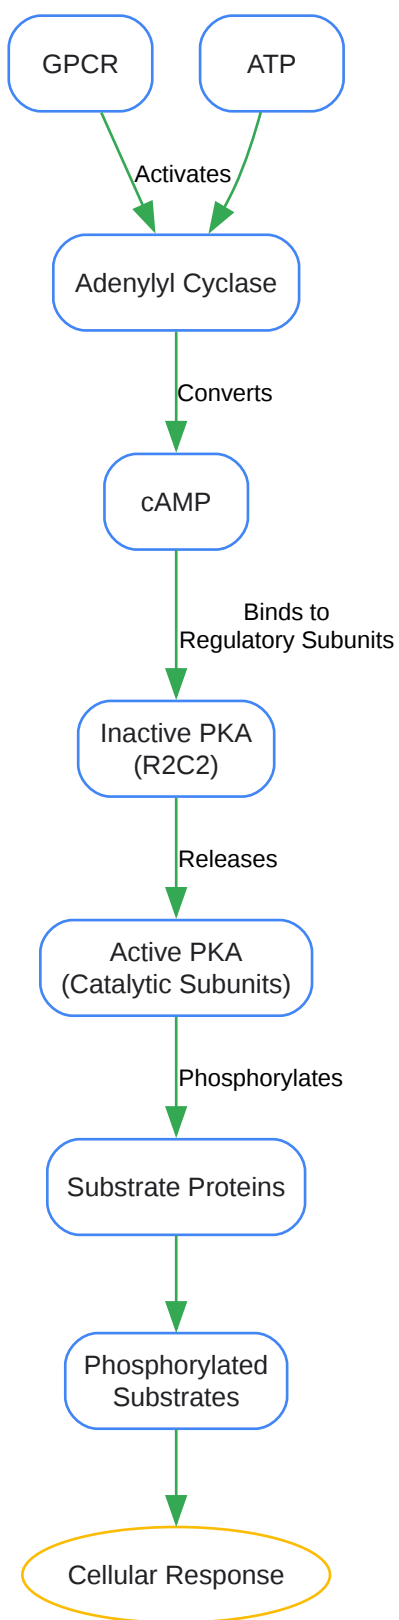 GPCR
ATP
Activates
Adenylyl Cyclase
Converts
cAMP
Binds to
Regulatory Subunits
Inactive PKA
(R2C2)
Releases
Active PKA
(Catalytic Subunits)
Phosphorylates
Substrate Proteins
Phosphorylated
Substrates
Cellular Response